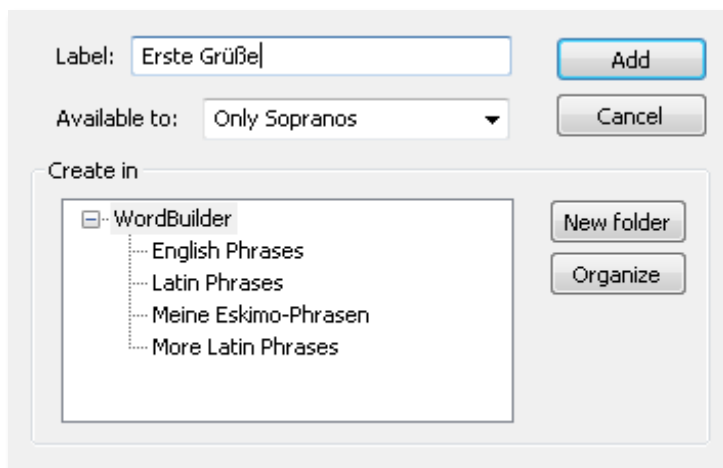 Label: Erste Grüße Add
Available to: Only Sopranos Cancel
Create in
WordBuilder New folder
English Phrases
Latin Phrases Organize
Meine Eskimo-Phrasen
More Latin Phrases